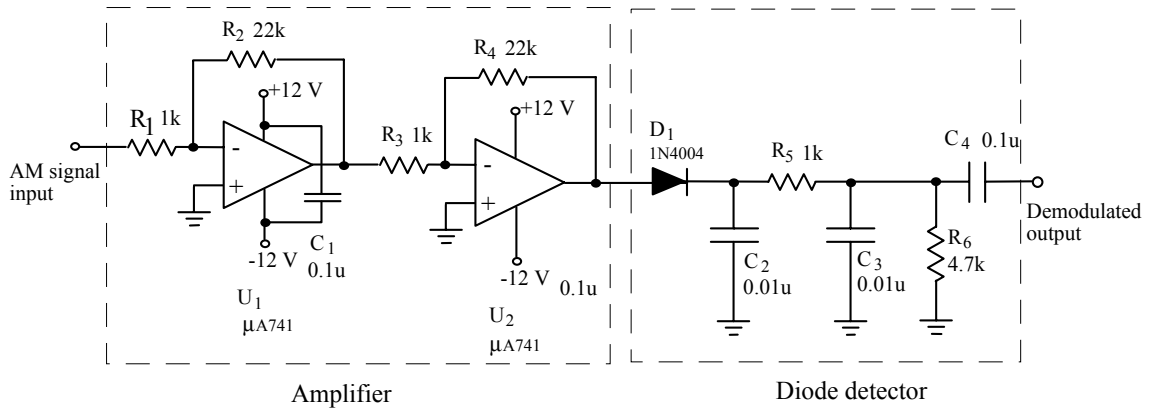 R2 22k
+12 V
R1 1k
AM signal
input
-
+
-12 V
C1
0.1u
U1
μA741
R3 1k
R4 22k
+12 V
-
+
-12 V
0.1u
U2
μA741
Amplifier
D1
1N4004
R5 1k
C4 0.1u
C2
0.01u
C3
0.01u
R6
4.7k
Demodulated
output
Diode detector